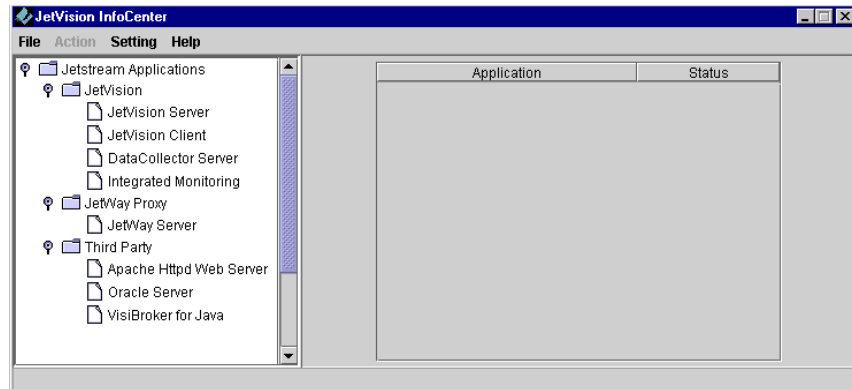 JetVision InfoCenter
File Action Setting Help
Jetstream Applications
JetVision
JetVision Server
JetVision Client
DataCollector Server
Integrated Monitoring
JetWay Proxy
JetWay Server
Third Party
Apache Httpd Web Server
Oracle Server
VisiBroker for Java
Application Status